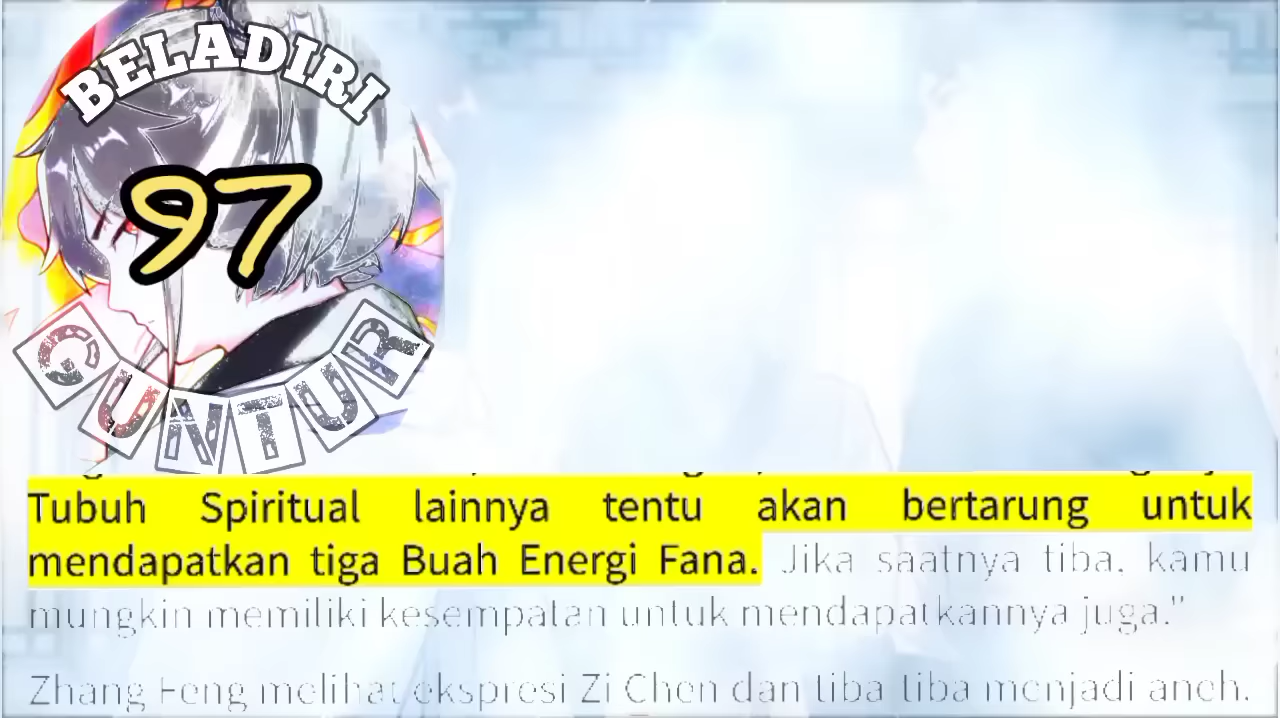 BELADIRI
97
GUNTUR
Tubuh Spiritual lainnya tentu akan bertarung untuk
mendapatkan tiga Buah Energi Fana. Jika saatnya tiba, kamu
mungkin memiliki kesempatan untuk mendapatkannya juga."
Zhang Feng melihat ekspresi Zi Chen dan tiba tiba menjadi aneh.